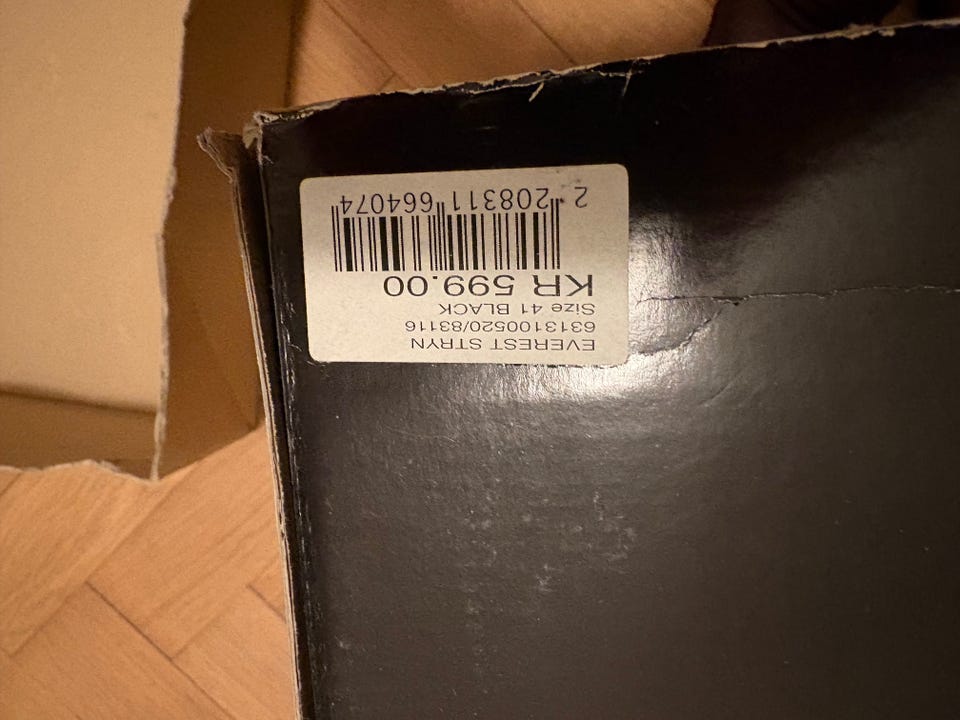 EVEREST STRYN
6313100520/83116
Size 41 BLACK
KR 599.00
2 208311 664074